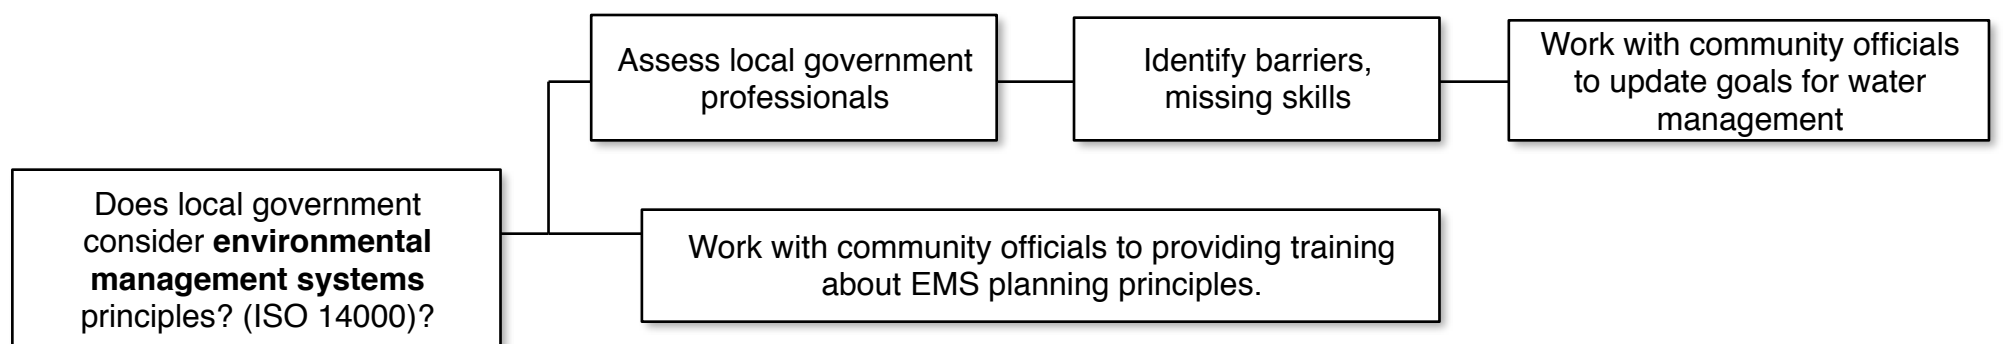 Assess local government
professionals
Identify barriers,
missing skills
Work with community officials
to update goals for water
management
Does local government
consider environmental
management systems
principles? (ISO 14000)?
Work with community officials to providing training
about EMS planning principles.